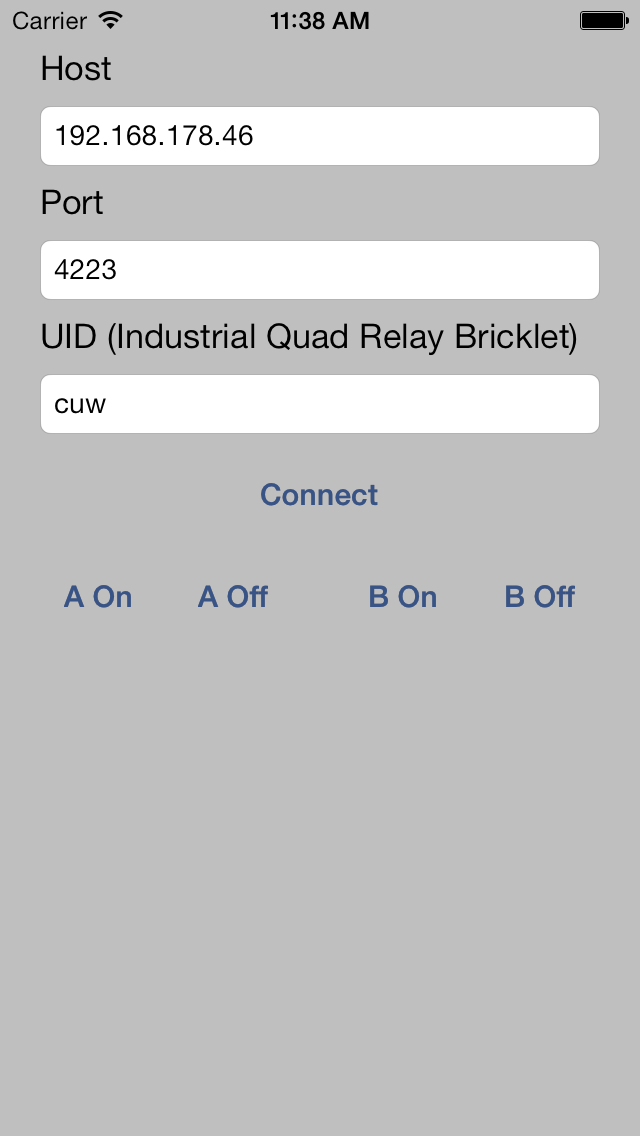 Carrier 11:38 AM
Host
192.168.178.46
Port
4223
UID (Industrial Quad Relay Bricklet)
cuw
Connect
A On A Off B On B Off